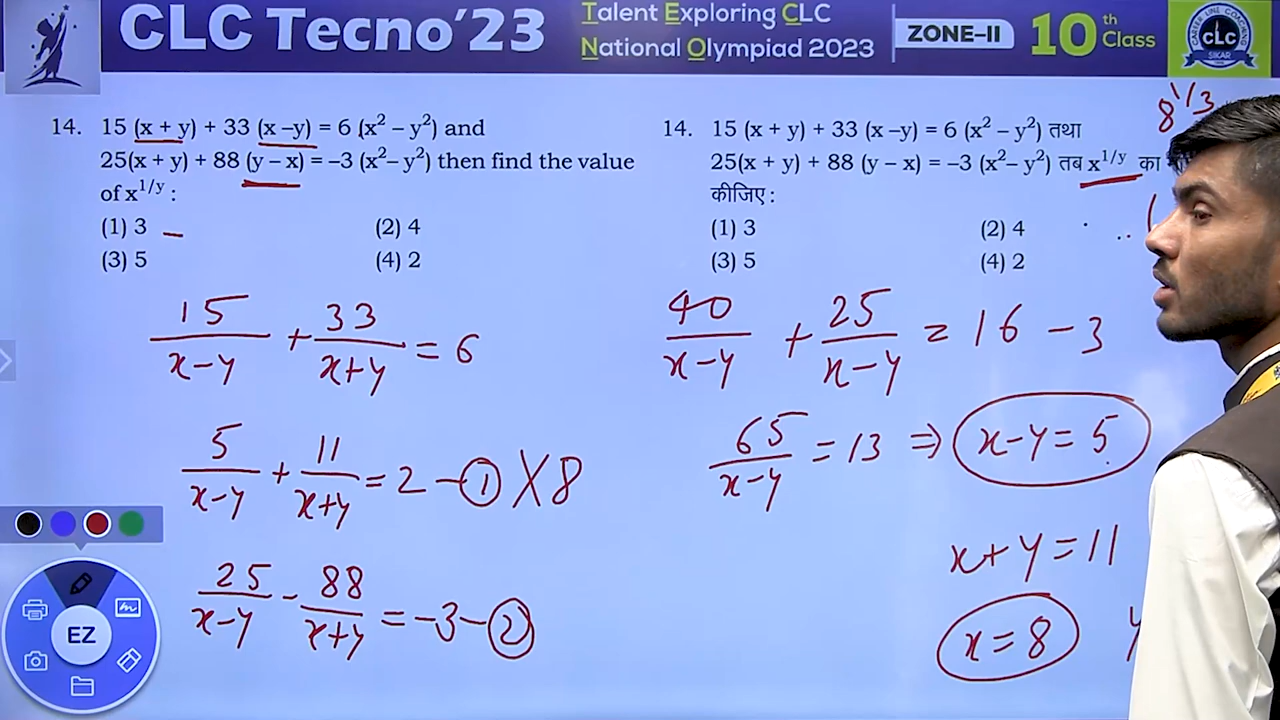 CLC Tecno'23
Talent Exploring CLC
National Olympiad 2023
ZONE–II
10th Class
CAREER LINE COACHING
CLC
SIKAR
14. 15 (x + y) + 33 (x –y) = 6 (x² – y²) and
25(x + y) + 88 (y – x) = –3 (x²– y²) then find the value
of x^1/y :
(1) 3 (2) 4
(3) 5 (4) 2
15/(x-y) + 33/(x+y) = 6
5/(x-y) + 11/(x+y) = 2 — ① × 8
25/(x-y) - 88/(x+y) = -3 — ②
14. 15 (x + y) + 33 (x –y) = 6 (x² – y²) तथा
25(x + y) + 88 (y – x) = –3 (x²– y²) तब x^1/y का
कीजिए :
(1) 3 (2) 4
(3) 5 (4) 2
8^1/3
40/(x-y) + 25/(x-y) = 16 - 3
65/(x-y) = 13 ⇒ x-y = 5
x+y = 11
x = 8 y
EZ